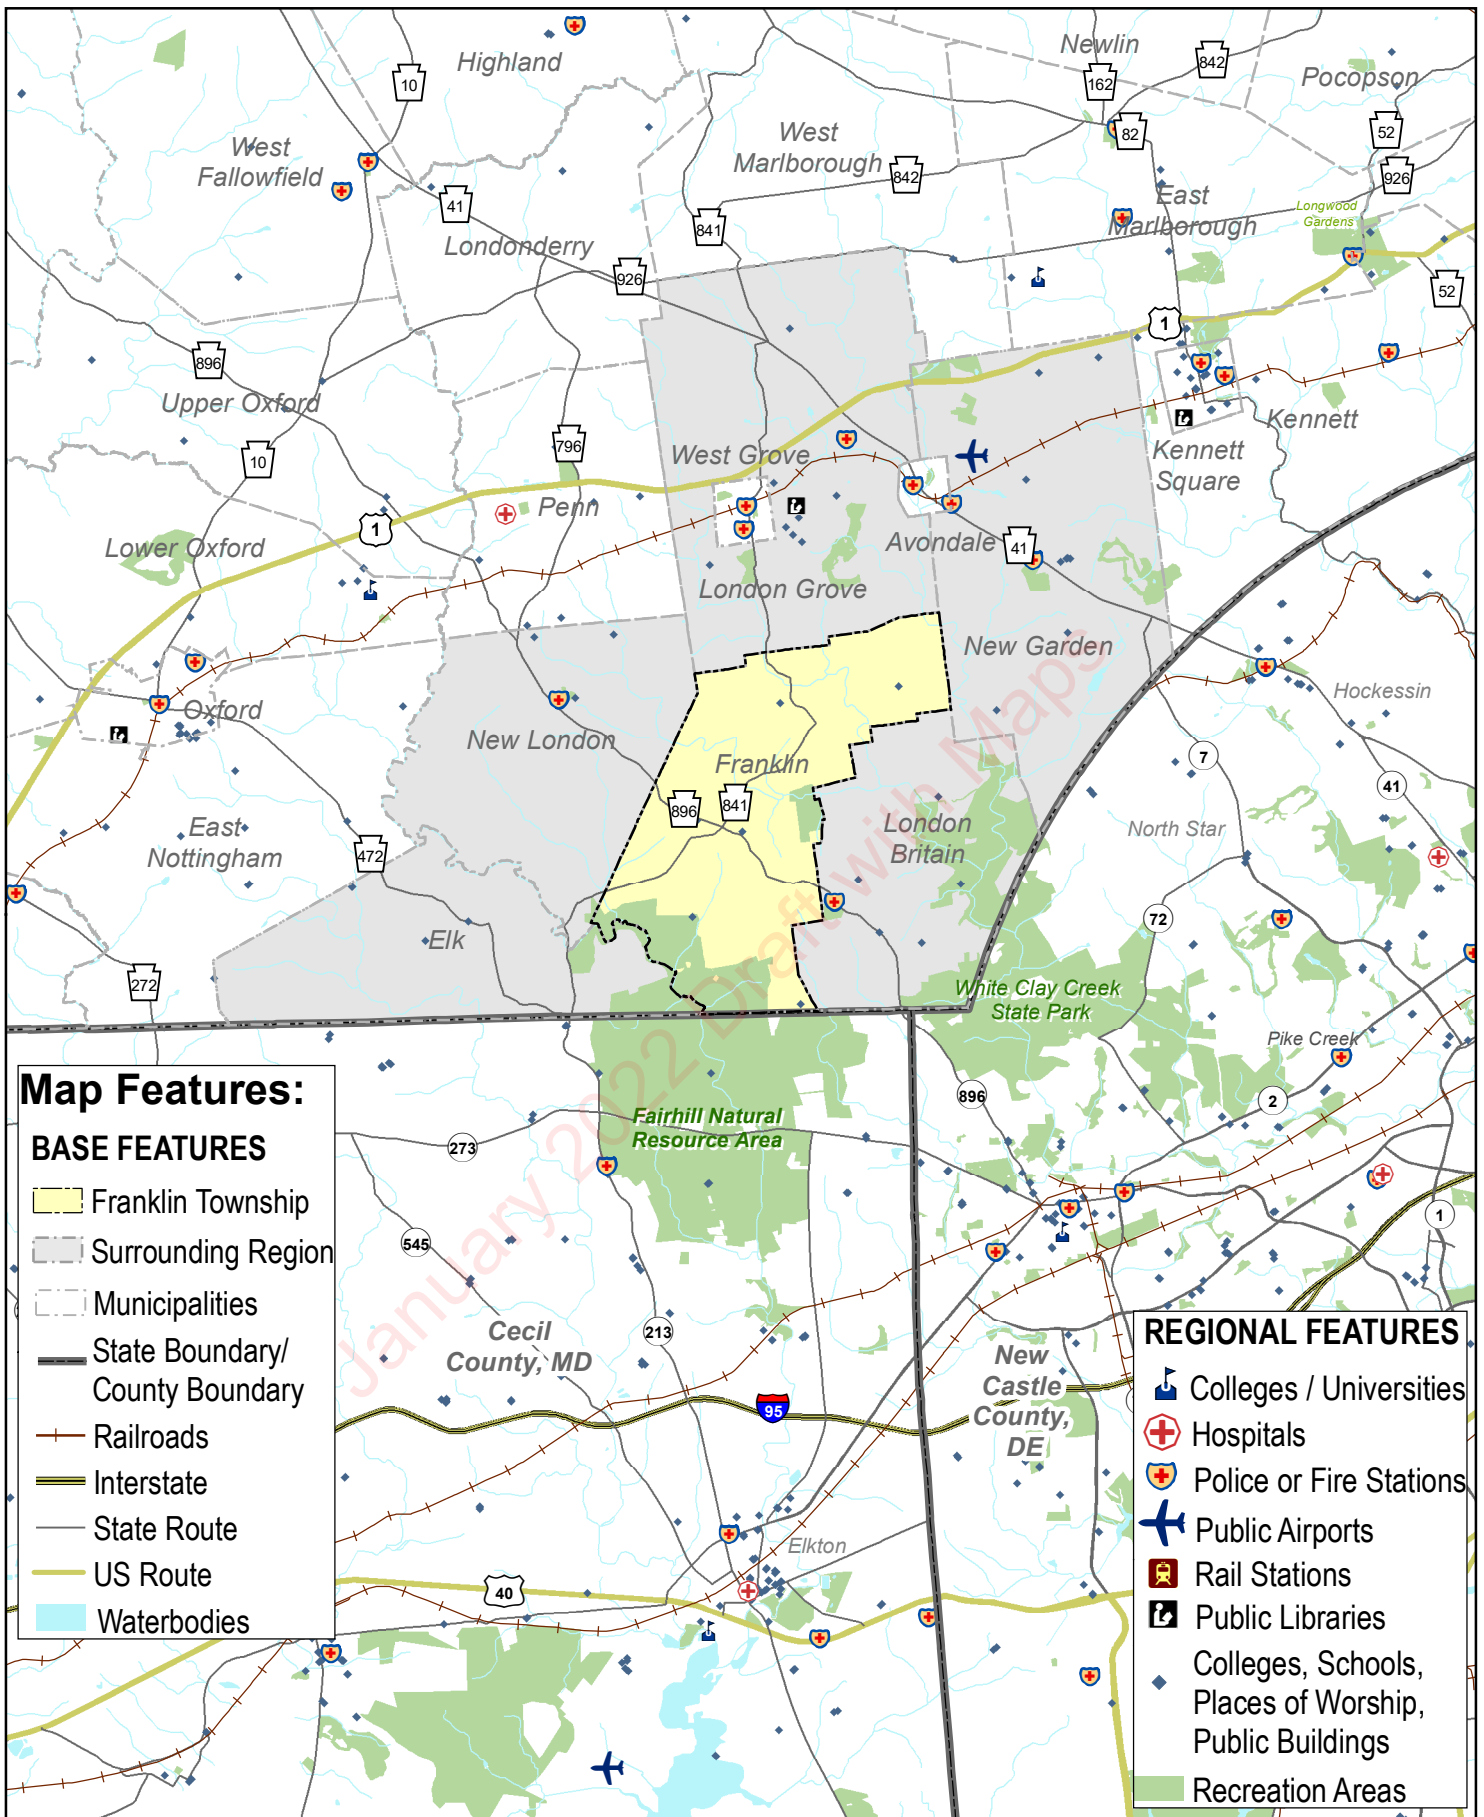 Highland
Newlin
Pocopson
10
162
842
West
Fallowfield
West
Marlborough
82
52
842
926
41
East
Marlborough
Longwood
Gardens
841
Londonderry
926
52
1
896
Upper Oxford
Kennett
796
West Grove
Kennett
Square
10
Penn
1
Lower Oxford
Avondale
41
London Grove
New Garden
Hockessin
Oxford
New London
Franklin
7
41
896
841
London
Britain
North Star
East
Nottingham
472
72
Elk
272
White Clay Creek
State Park
Pike Creek
896
2
Fairhill Natural
Resource Area
273
545
1
213
Cecil
County, MD
New
Castle
County,
DE
95
Elkton
40
January 2022 Draft with Maps
Map Features:
BASE FEATURES
Franklin Township
Surrounding Region
Municipalities
State Boundary/
County Boundary
Railroads
Interstate
State Route
US Route
Waterbodies
REGIONAL FEATURES
Colleges / Universities
Hospitals
Police or Fire Stations
Public Airports
Rail Stations
Public Libraries
Colleges, Schools,
Places of Worship,
Public Buildings
Recreation Areas